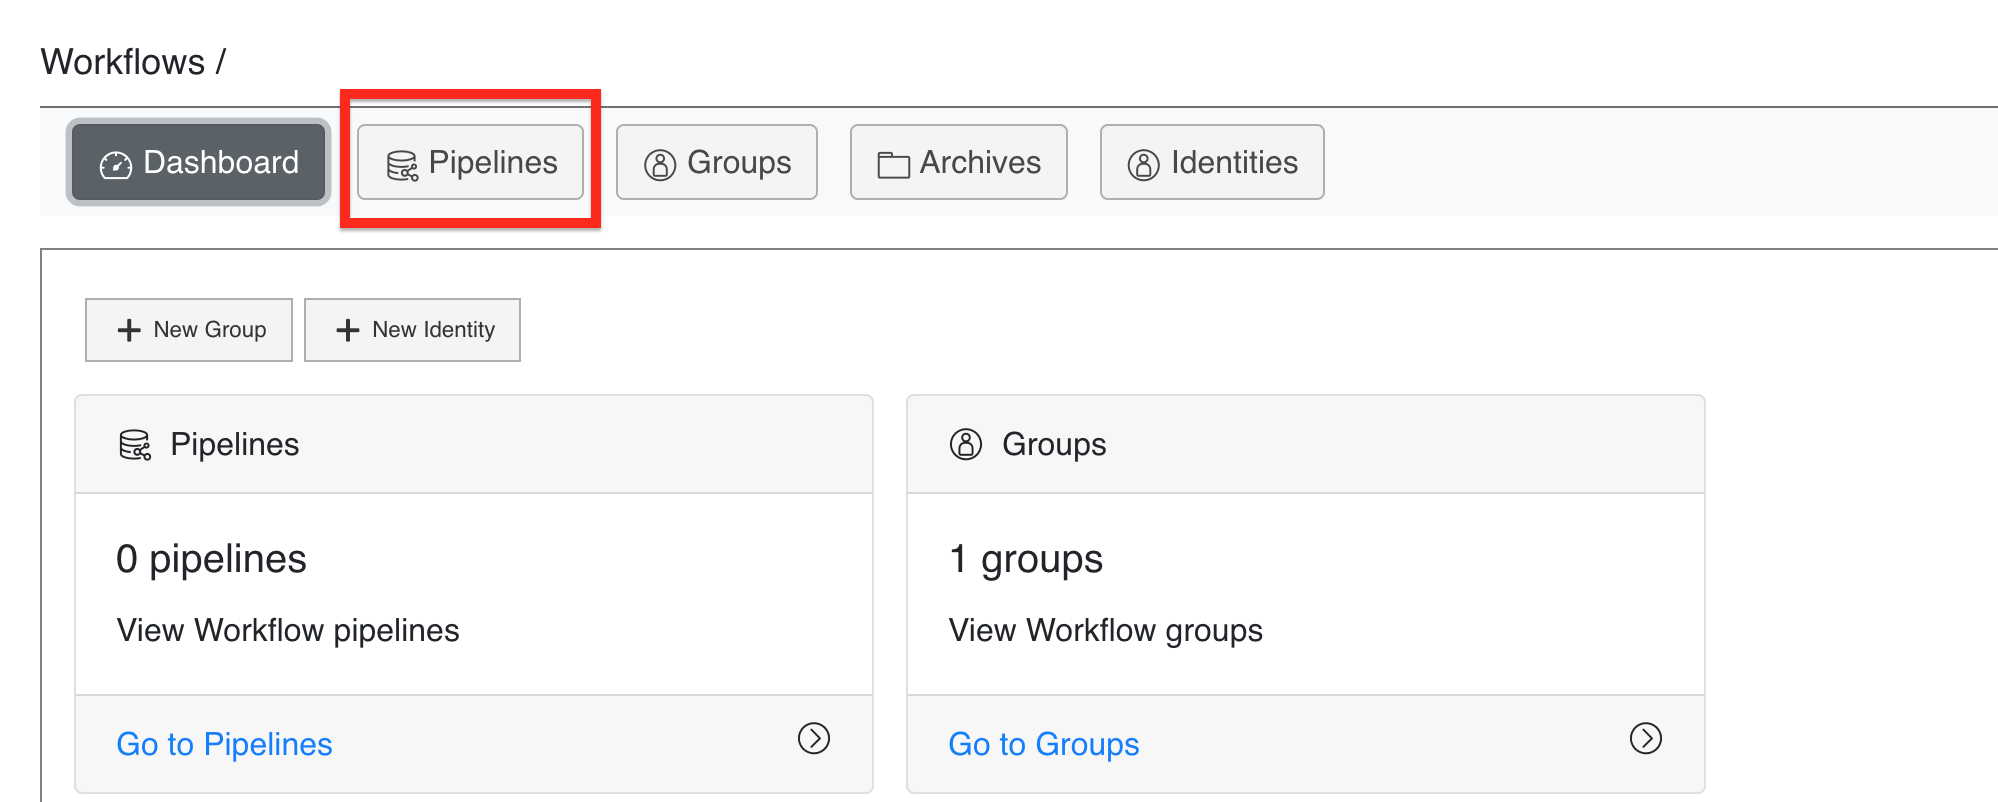 Workflows /
Dashboard Pipelines Groups Archives Identities
New Group New Identity
Pipelines
0 pipelines
View Workflow pipelines
Go to Pipelines
Groups
1 groups
View Workflow groups
Go to Groups